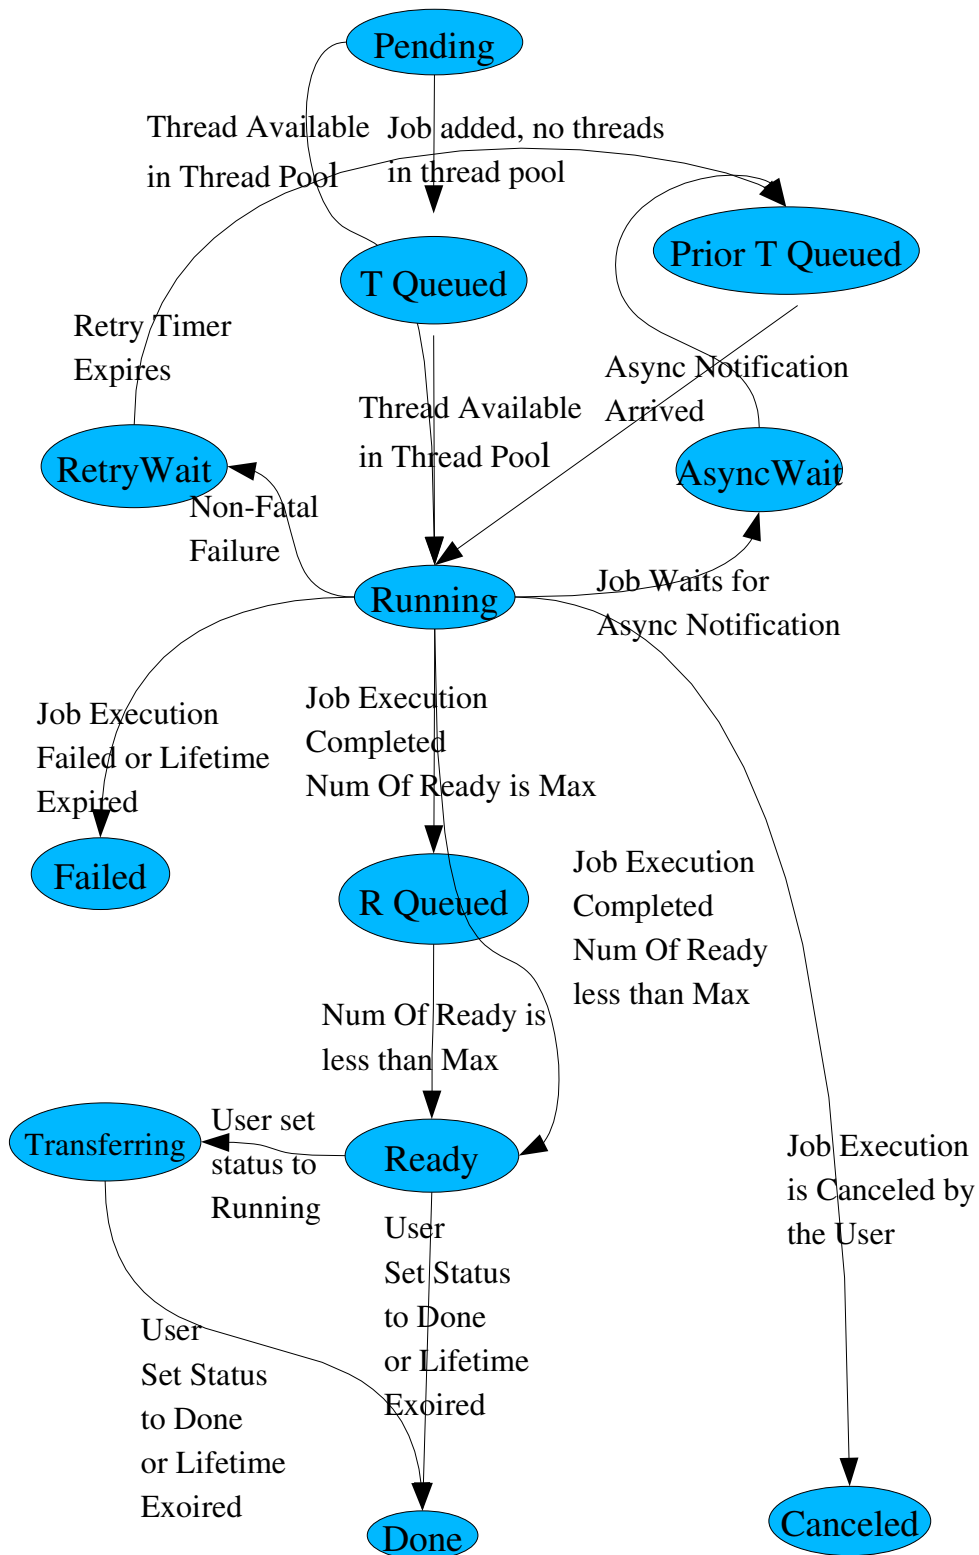 Pending
Thread Available
in Thread Pool
Job added, no threads
in thread pool
Prior T Queued
T Queued
Retry Timer
Expires
Async Notification
Arrived
Thread Available
in Thread Pool
RetryWait
AsyncWait
Non-Fatal
Failure
Running
Job Waits for
Async Notification
Job Execution
Failed or Lifetime
Expired
Job Execution
Completed
Num Of Ready is Max
Failed
R Queued
Job Execution
Completed
Num Of Ready
less than Max
Num Of Ready is
less than Max
Transferring
User set
status to
Running
Ready
Job Execution
is Canceled by
the User
User
Set Status
to Done
or Lifetime
Exoired
User
Set Status
to Done
or Lifetime
Exoired
Done
Canceled